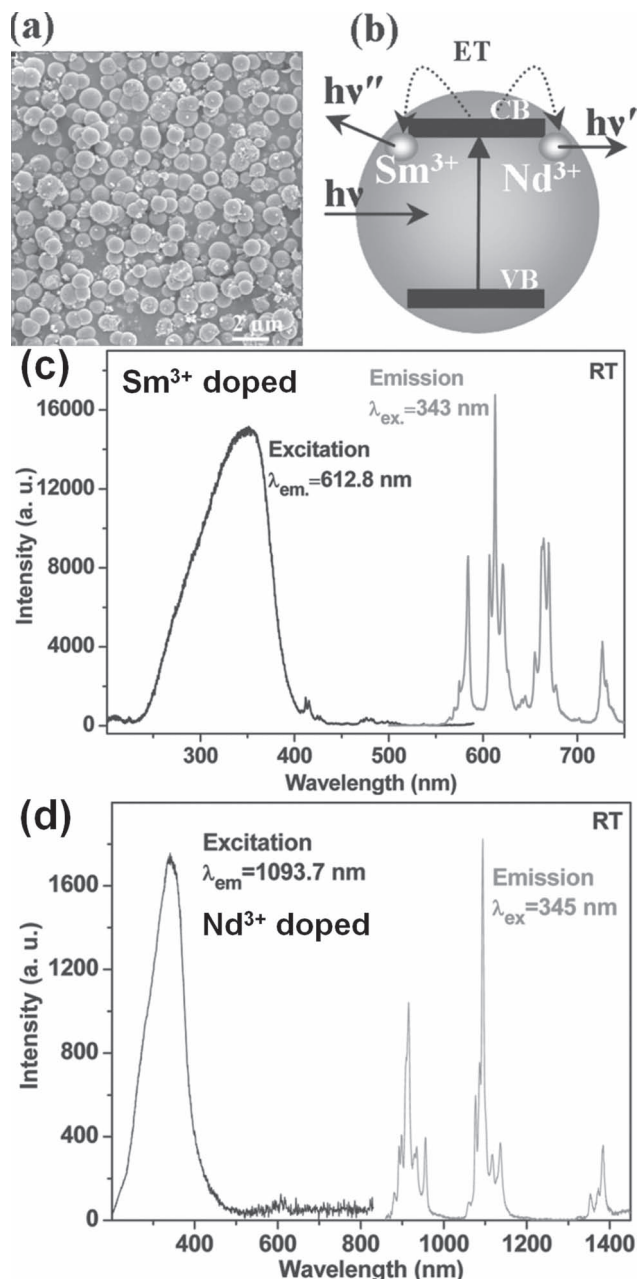 (a)
2 μm
(b)
ET
hν′′
CB
hν′
Sm³⁺
Nd³⁺
hν
VB
(c)
Sm³⁺ doped
Emission
λex.=343 nm
RT
Excitation
λem.=612.8 nm
16000
12000
8000
4000
0
Intensity (a. u.)
300 400 500 600 700
Wavelength (nm)
(d)
Excitation
λem=1093.7 nm
Nd³⁺ doped
RT
Emission
λex=345 nm
1600
1200
800
400
0
Intensity (a. u.)
400 600 800 1000 1200 1400
Wavelength (nm)